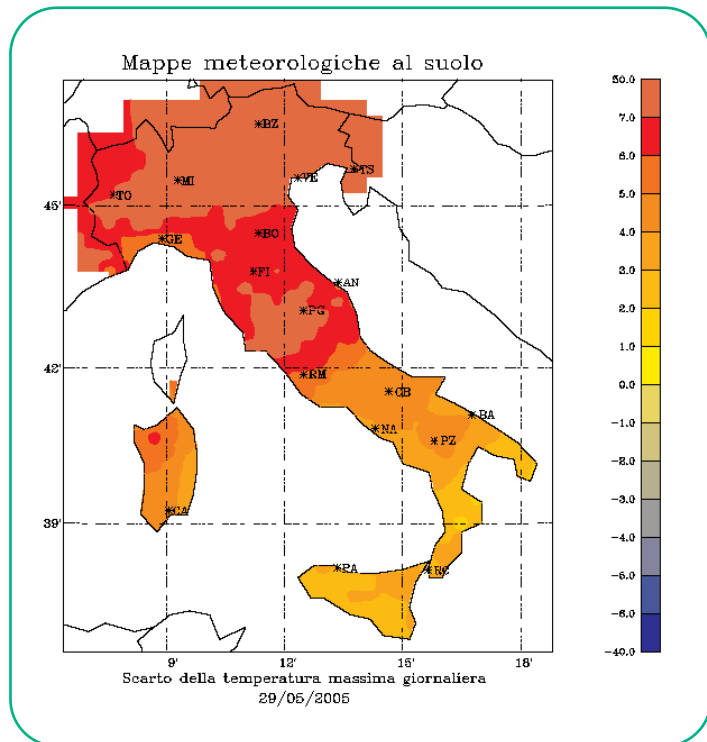 Mappe meteorologiche al suolo
50.0
7.0
6.0
5.0
4.0
3.0
2.0
1.0
0.0
-1.0
-2.0
-3.0
-4.0
-5.0
-6.0
-40.0
BZ
TS
VE
MI
TO
45'
BO
GE
FI
AN
PG
42'
RM
CB
BA
NA
PZ
CA
39'
PA
RC
9'
12'
15'
18'
Scarto della temperatura massima giornaliera
29/05/2005